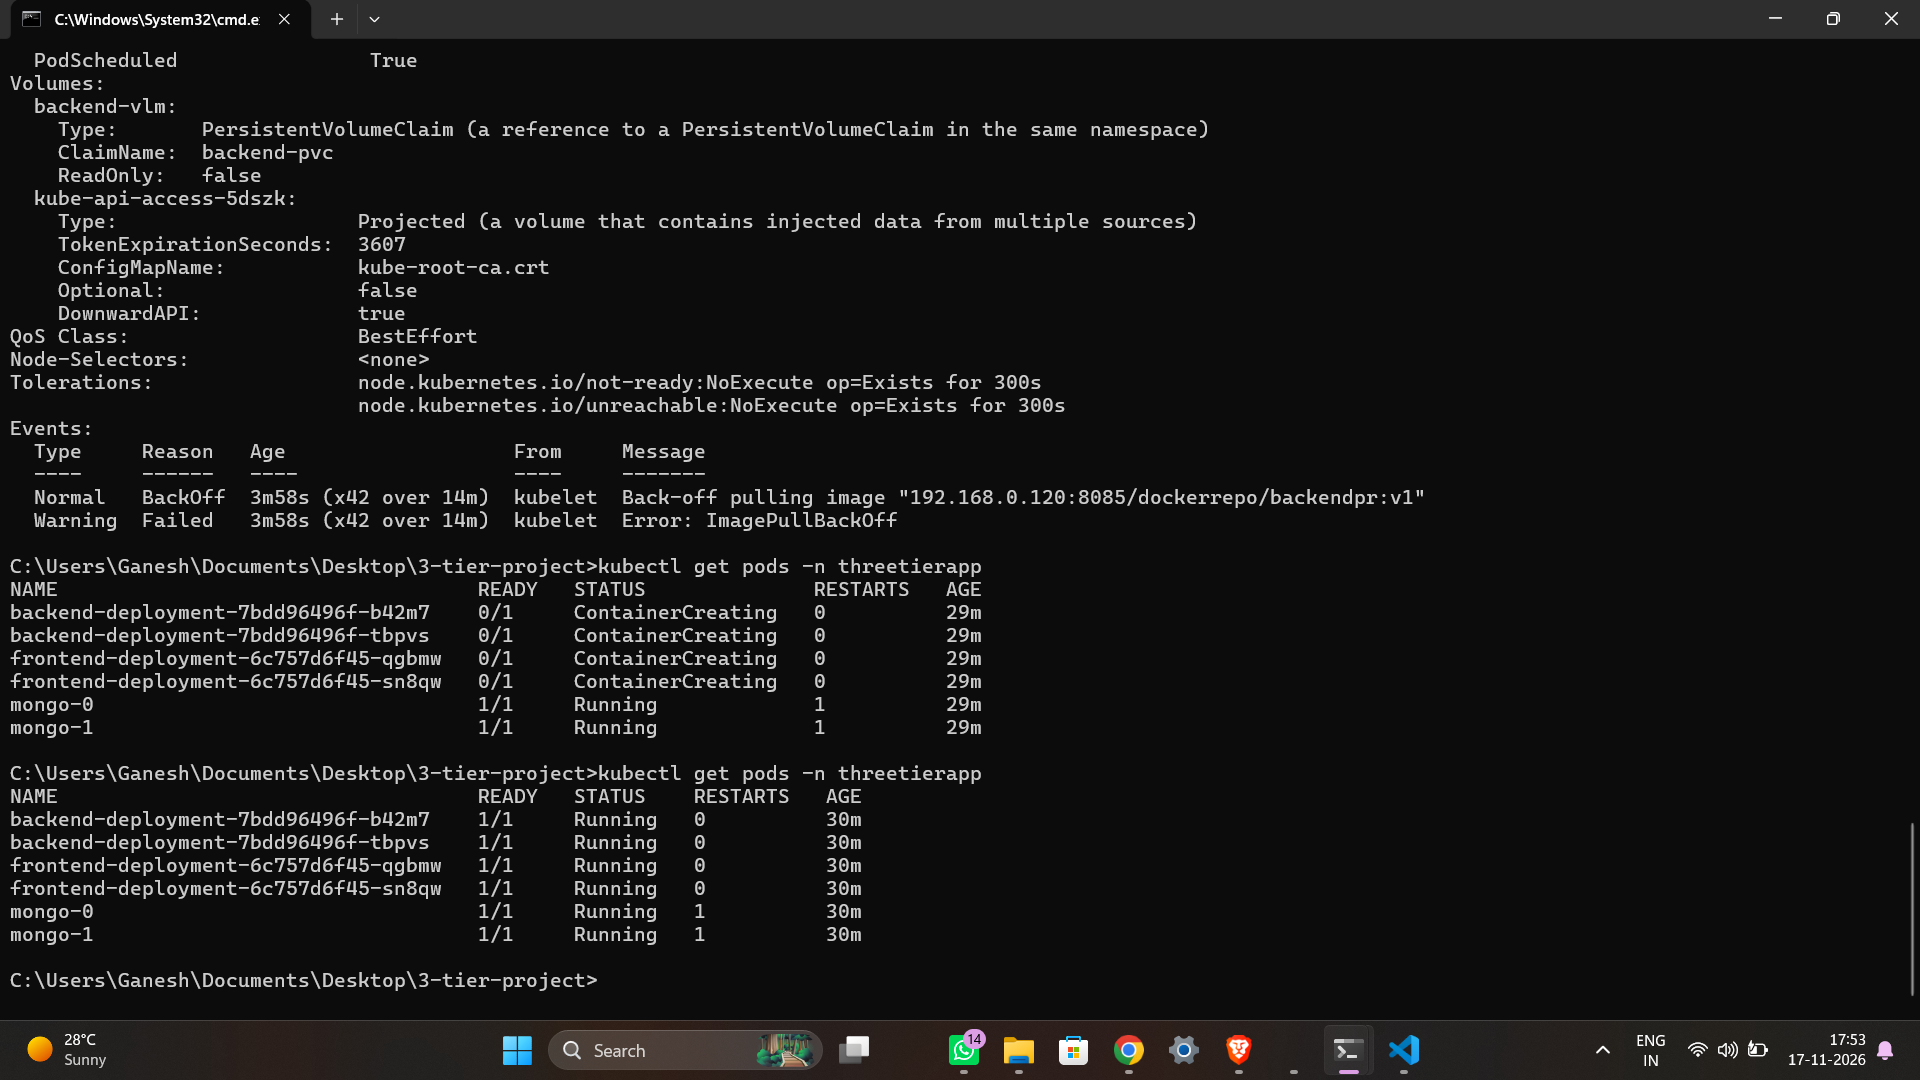 C:\Windows\System32\cmd.e
  PodScheduled                True
Volumes:
  backend-vlm:
    Type:       PersistentVolumeClaim (a reference to a PersistentVolumeClaim in the same namespace)
    ClaimName:  backend-pvc
    ReadOnly:   false
  kube-api-access-5dszk:
    Type:                    Projected (a volume that contains injected data from multiple sources)
    TokenExpirationSeconds:  3607
    ConfigMapName:           kube-root-ca.crt
    Optional:                false
    DownwardAPI:             true
QoS Class:                   BestEffort
Node-Selectors:              <none>
Tolerations:                 node.kubernetes.io/not-ready:NoExecute op=Exists for 300s
                             node.kubernetes.io/unreachable:NoExecute op=Exists for 300s
Events:
  Type     Reason   Age                   From     Message
  ----     ------   ----                  ----     -------
  Normal   BackOff  3m58s (x42 over 14m)  kubelet  Back-off pulling image "192.168.0.120:8085/dockerrepo/backendpr:v1"
  Warning  Failed   3m58s (x42 over 14m)  kubelet  Error: ImagePullBackOff
C:\Users\Ganesh\Documents\Desktop\3-tier-project>kubectl get pods -n threetierapp
NAME                                   READY   STATUS              RESTARTS   AGE
backend-deployment-7bdd96496f-b42m7    0/1     ContainerCreating   0          29m
backend-deployment-7bdd96496f-tbpvs    0/1     ContainerCreating   0          29m
frontend-deployment-6c757d6f45-qgbmw   0/1     ContainerCreating   0          29m
frontend-deployment-6c757d6f45-sn8qw   0/1     ContainerCreating   0          29m
mongo-0                                1/1     Running             1          29m
mongo-1                                1/1     Running             1          29m
C:\Users\Ganesh\Documents\Desktop\3-tier-project>kubectl get pods -n threetierapp
NAME                                   READY   STATUS    RESTARTS   AGE
backend-deployment-7bdd96496f-b42m7    1/1     Running   0          30m
backend-deployment-7bdd96496f-tbpvs    1/1     Running   0          30m
frontend-deployment-6c757d6f45-qgbmw   1/1     Running   0          30m
frontend-deployment-6c757d6f45-sn8qw   1/1     Running   0          30m
mongo-0                                1/1     Running   1          30m
mongo-1                                1/1     Running   1          30m
C:\Users\Ganesh\Documents\Desktop\3-tier-project>
28°C
Sunny
Search
14
ENG
IN
17:53
17-11-2026